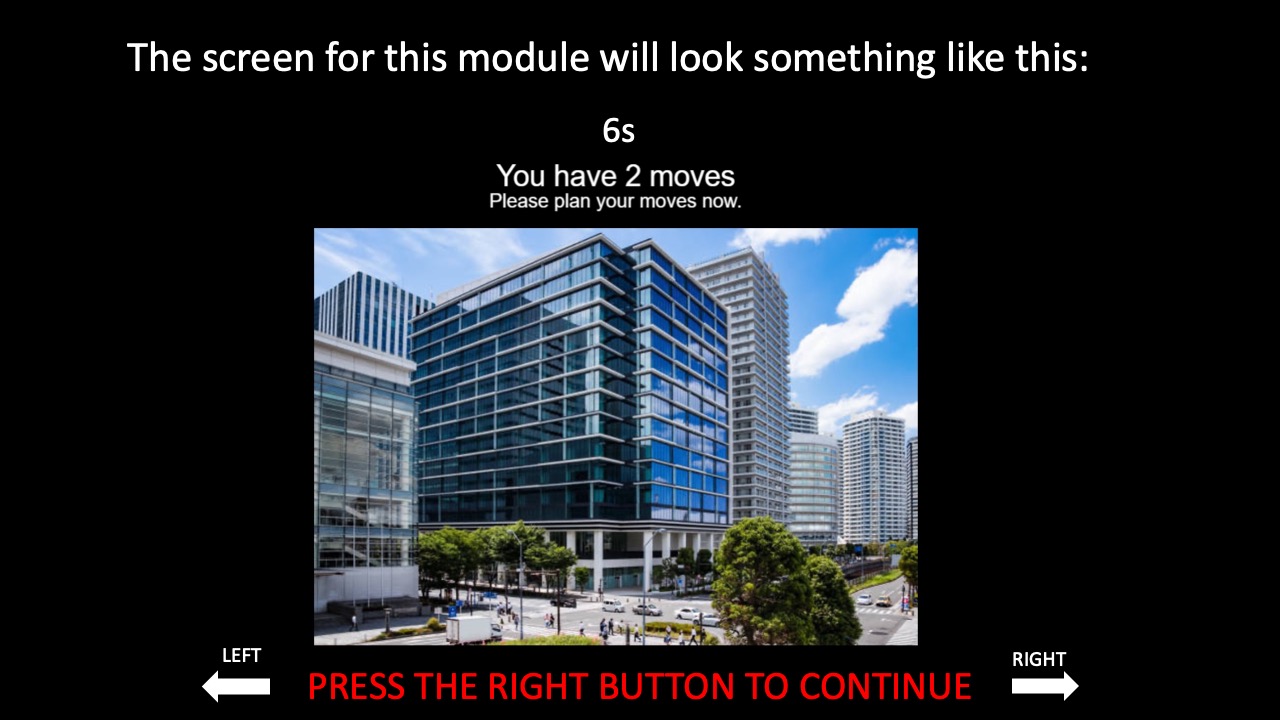 The screen for this module will look something like this:
6s
You have 2 moves
Please plan your moves now.
LEFT
RIGHT
PRESS THE RIGHT BUTTON TO CONTINUE